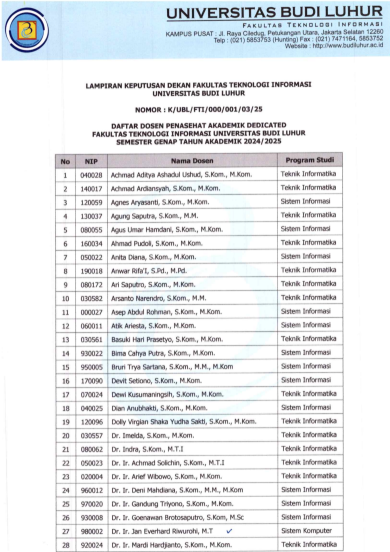 UNIVERSITAS BUDI LUHUR
FAKULTAS TEKNOLOGI INFORMASI
KAMPUS PUSAT : Jl. Raya Ciledug, Petukangan Utara, Jakarta Selatan 12260
Telp : (021) 5853753 (Hunting) Fax : (021) 7471164, 5853752
Website : http://www.budiluhur.ac.id
LAMPIRAN KEPUTUSAN DEKAN FAKULTAS TEKNOLOGI INFORMASI
UNIVERSITAS BUDI LUHUR
NOMOR : K/UBL/FTI/000/001/03/25
DAFTAR DOSEN PENASEHAT AKADEMIK DEDICATED
FAKULTAS TEKNOLOGI INFORMASI UNIVERSITAS BUDI LUHUR
SEMESTER GENAP TAHUN AKADEMIK 2024/2025
No NIP Nama Dosen Program Studi
1 040028 Achmad Aditya Ashadul Ushud, S.Kom., M.Kom. Teknik Informatika
2 140017 Achmad Ardiansyah, S.Kom., M.Kom. Teknik Informatika
3 120059 Agnes Aryasanti, S.Kom., M.Kom. Sistem Informasi
4 130037 Agung Saputra, S.Kom., M.M. Teknik Informatika
5 080055 Agus Umar Hamdani, S.Kom., M.Kom. Sistem Informasi
6 160034 Ahmad Pudoli, S.Kom., M.Kom. Teknik Informatika
7 050022 Anita Diana, S.Kom., M.Kom. Sistem Informasi
8 190018 Anwar Rifa'I, S.Pd., M.Pd. Teknik Informatika
9 080172 Ari Saputro, S.Kom., M.Kom. Teknik Informatika
10 030582 Arsanto Narendro, S.Kom., M.M. Teknik Informatika
11 000027 Asep Abdul Rohman, S.Kom., M.Kom. Sistem Informasi
12 060011 Atik Ariesta, S.Kom., M.Kom. Sistem Informasi
13 030561 Basuki Hari Prasetyo, S.Kom., M.Kom. Teknik Informatika
14 930022 Bima Cahya Putra, S.Kom., M.Kom. Sistem Informasi
15 950005 Bruri Trya Sartana, S.Kom., M.M., M.Kom Sistem Informasi
16 170090 Devit Setiono, S.Kom., M.Kom. Sistem Informasi
17 070024 Dewi Kusumaningsih, S.Kom., M.Kom. Teknik Informatika
18 040025 Dian Anubhakti, S.Kom., M.Kom. Sistem Informasi
19 120096 Dolly Virgian Shaka Yudha Sakti, S.Kom., M.Kom. Teknik Informatika
20 030557 Dr. Imelda, S.Kom., M.Kom. Teknik Informatika
21 080062 Dr. Indra, S.Kom., M.T.I Teknik Informatika
22 050023 Dr. Ir. Achmad Solichin, S.Kom., M.T.I Teknik Informatika
23 020004 Dr. Ir. Arief Wibowo, S.Kom., M.Kom. Teknik Informatika
24 960012 Dr. Ir. Deni Mahdiana, S.Kom., M.M., M.Kom Sistem Informasi
25 970020 Dr. Ir. Gandung Triyono, S.Kom., M.Kom. Sistem Informasi
26 930008 Dr. Ir. Goenawan Brotosaputro, S.Kom, M.Sc Sistem Informasi
27 980002 Dr. Ir. Jan Everhard Riwurohi, M.T Sistem Komputer
28 920024 Dr. Ir. Mardi Hardjianto, S.Kom., M.Kom. Teknik Informatika